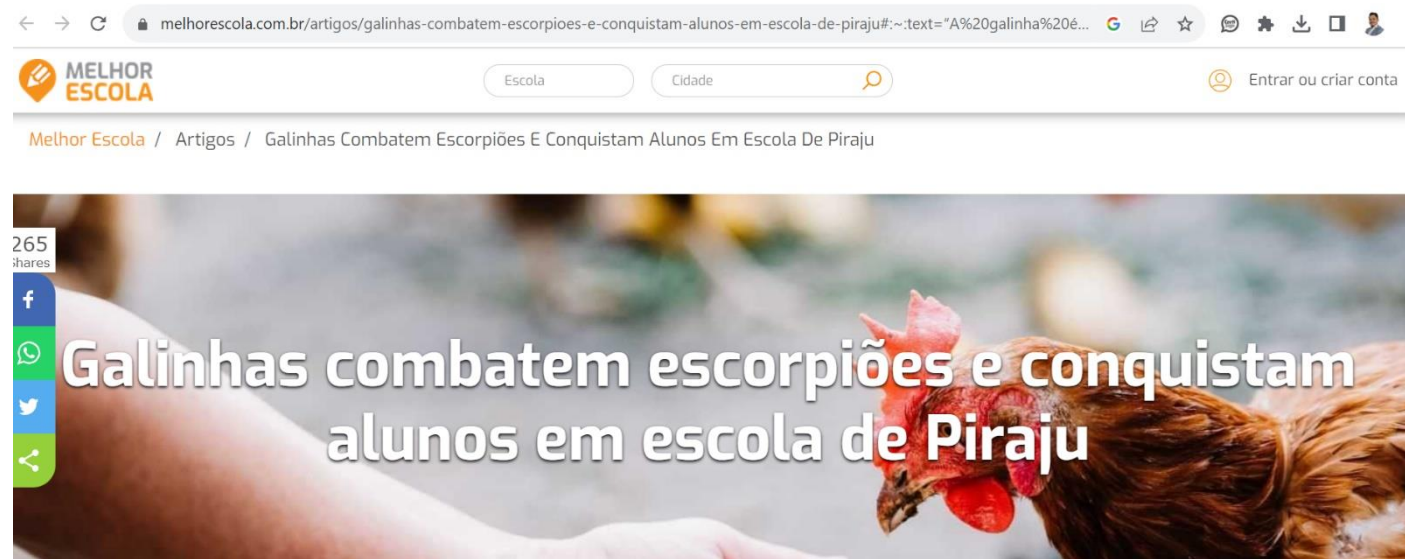 melhorescola.com.br/artigos/galinhas-combatem-escorpioes-e-conquistam-alunos-em-escola-de-piraju#:~:text="A%20galinha%20é...
MELHOR
ESCOLA
Escola
Cidade
Entrar ou criar conta
Melhor Escola / Artigos / Galinhas Combatem Escorpiões E Conquistam Alunos Em Escola De Piraju
265
Shares
Galinhas combatem escorpiões e conquistam
alunos em escola de Piraju